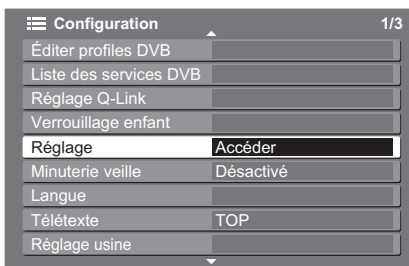 Configuration 1/3
Éditer profiles DVB
Liste des services DVB
Réglage Q-Link
Verrouillage enfant
Réglage Accéder
Minuterie veille Désactivé
Langue
Télétexte TOP
Réglage usine